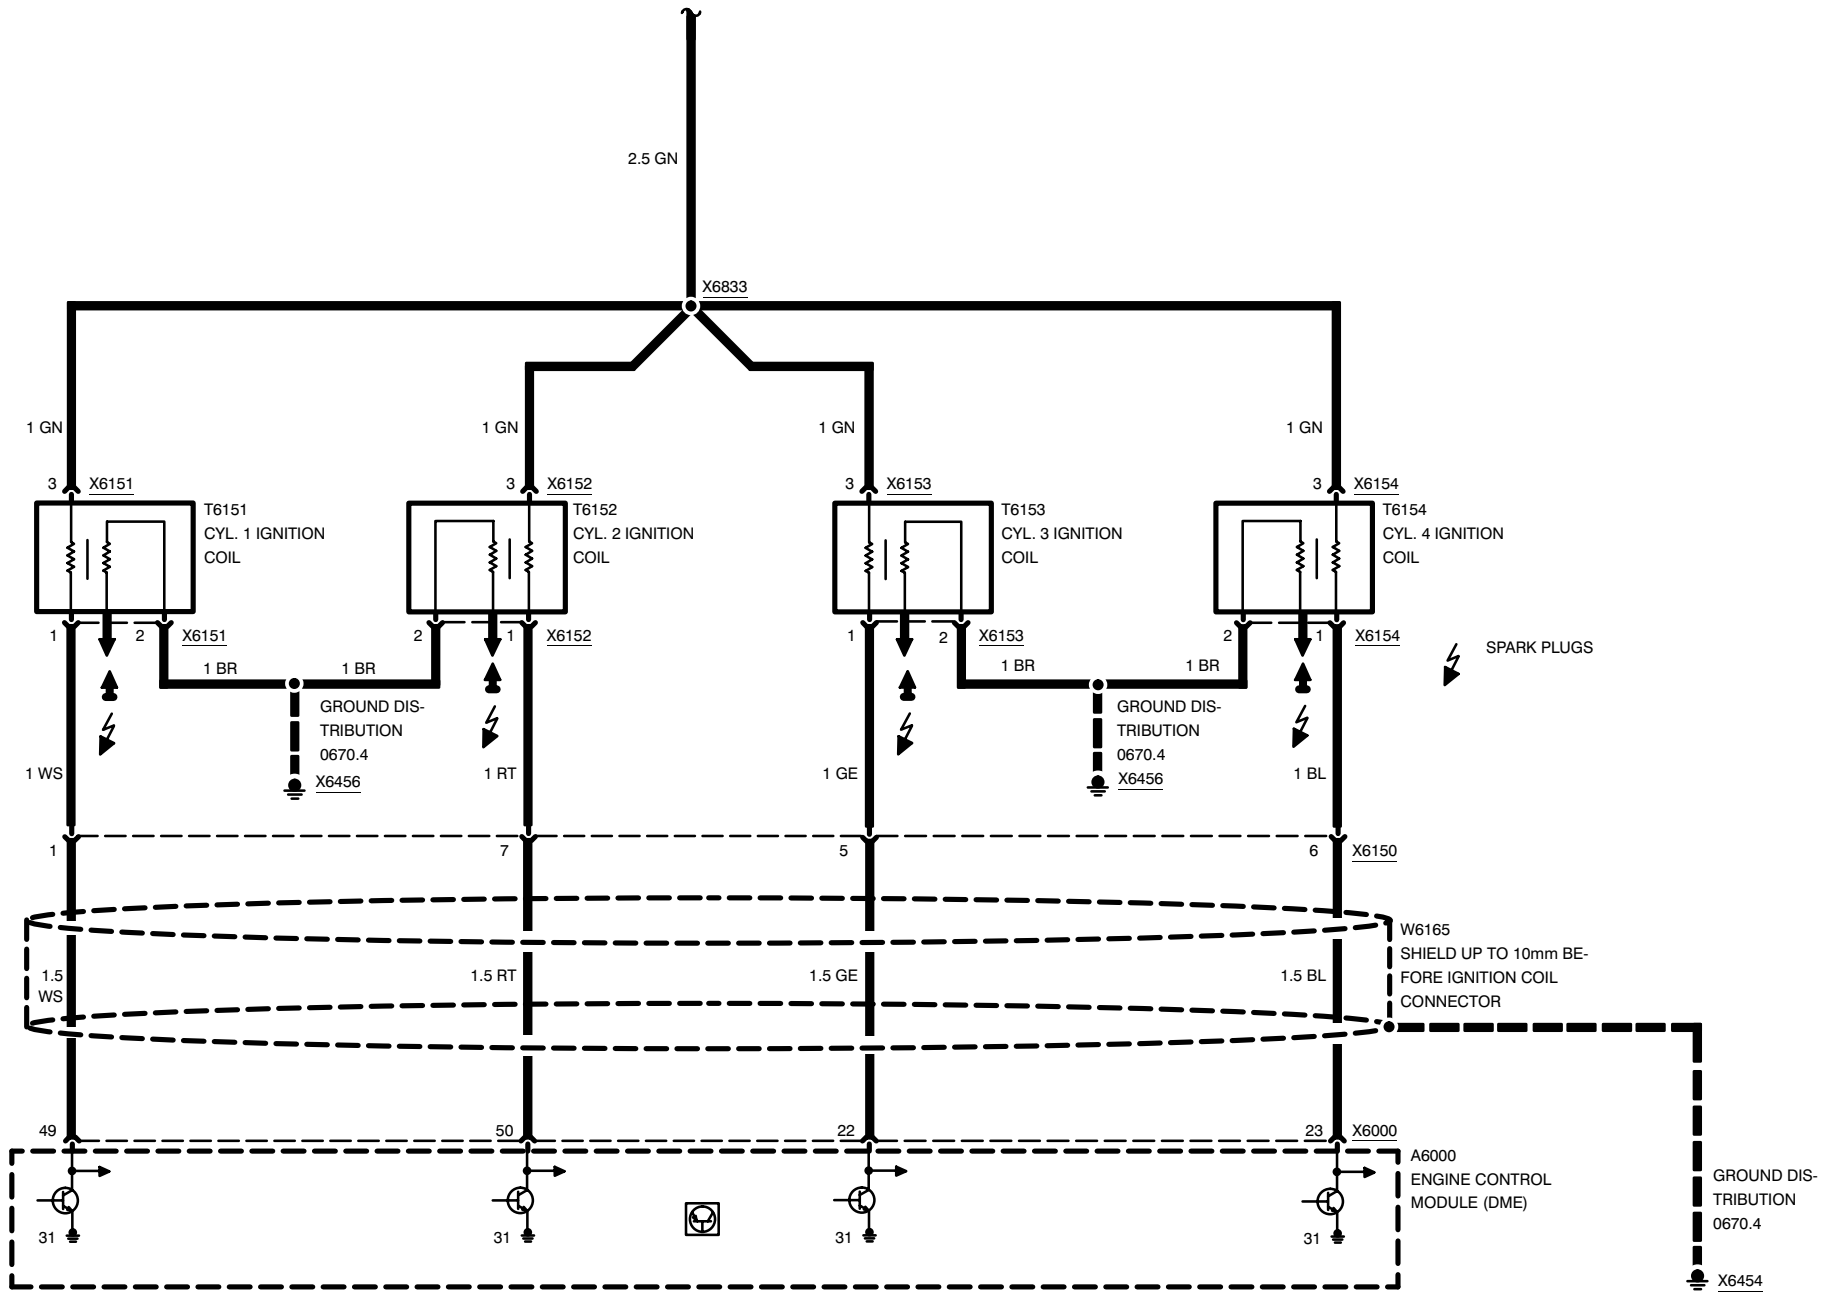 2.5 GN
X6833
1 GN
1 GN
1 GN
1 GN
3
X6151
3
X6152
3
X6153
3
X6154
T6151
CYL. 1 IGNITION
COIL
T6152
CYL. 2 IGNITION
COIL
T6153
CYL. 3 IGNITION
COIL
T6154
CYL. 4 IGNITION
COIL
1
2
X6151
2
1
X6152
1
2
X6153
2
1
X6154
SPARK PLUGS
1 BR
1 BR
1 BR
1 BR
GROUND DIS-
TRIBUTION
0670.4
X6456
GROUND DIS-
TRIBUTION
0670.4
X6456
1 WS
1 RT
1 GE
1 BL
1
7
5
6
X6150
W6165
SHIELD UP TO 10mm BE-
FORE IGNITION COIL
CONNECTOR
1.5
WS
1.5 RT
1.5 GE
1.5 BL
49
50
22
23
X6000
A6000
ENGINE CONTROL
MODULE (DME)
31
31
31
31
GROUND DIS-
TRIBUTION
0670.4
X6454